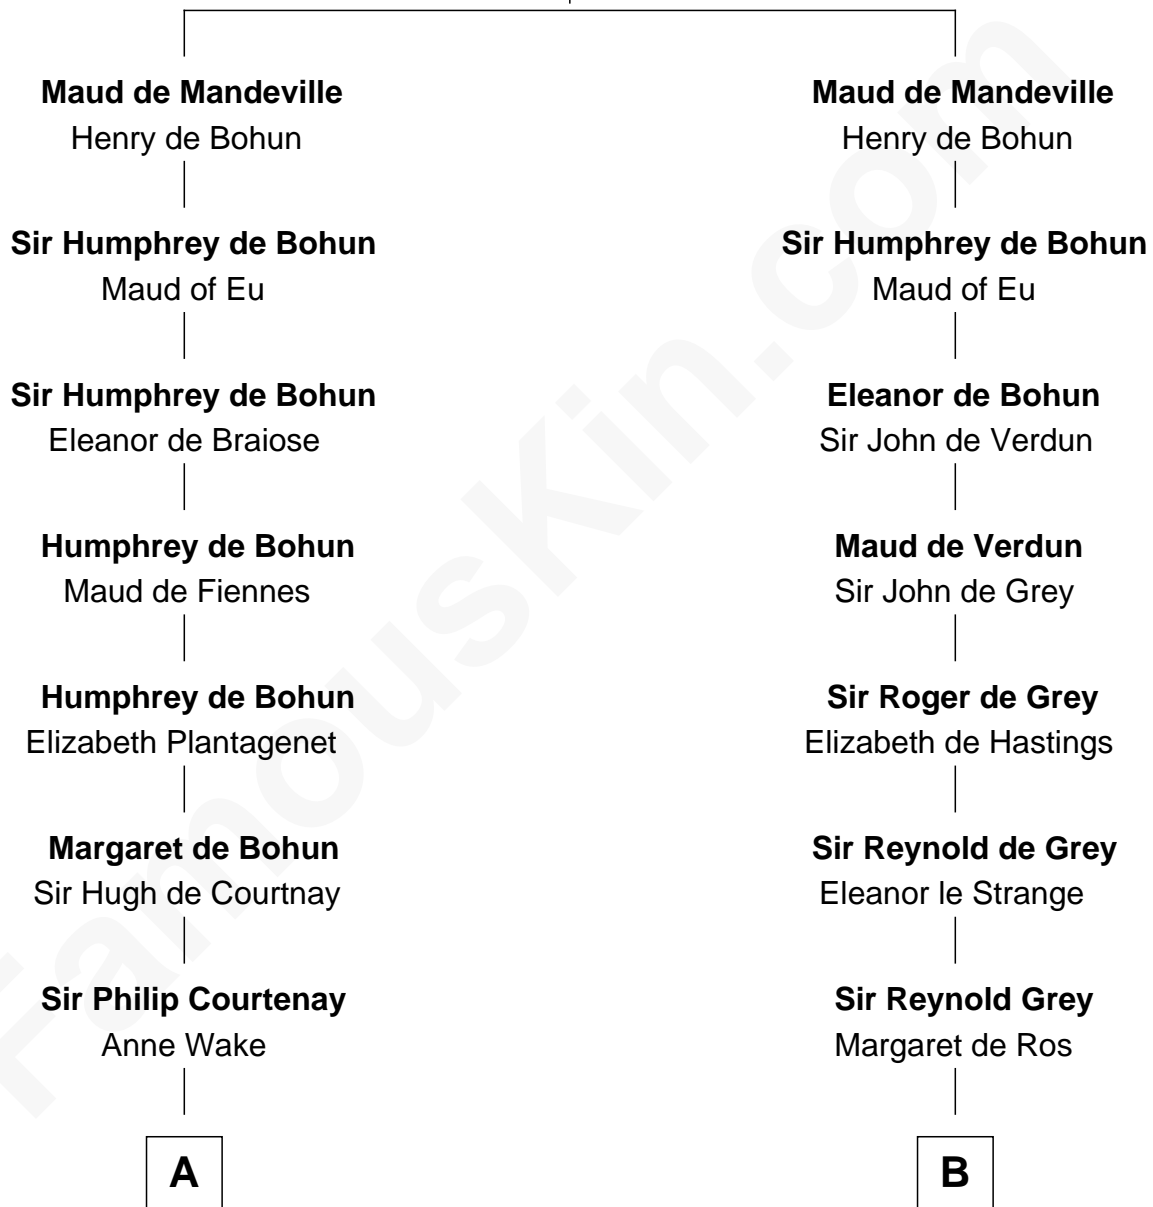 Maud de Mandeville
Henry de Bohun
Sir Humphrey de Bohun
Maud of Eu
Sir Humphrey de Bohun
Eleanor de Braiose
Humphrey de Bohun
Maud de Fiennes
Humphrey de Bohun
Elizabeth Plantagenet
Margaret de Bohun
Sir Hugh de Courtnay
Sir Philip Courtenay
Anne Wake
A
Maud de Mandeville
Henry de Bohun
Sir Humphrey de Bohun
Maud of Eu
Eleanor de Bohun
Sir John de Verdun
Maud de Verdun
Sir John de Grey
Sir Roger de Grey
Elizabeth de Hastings
Sir Reynold de Grey
Eleanor le Strange
Sir Reynold Grey
Margaret de Ros
B
FamousKin.com